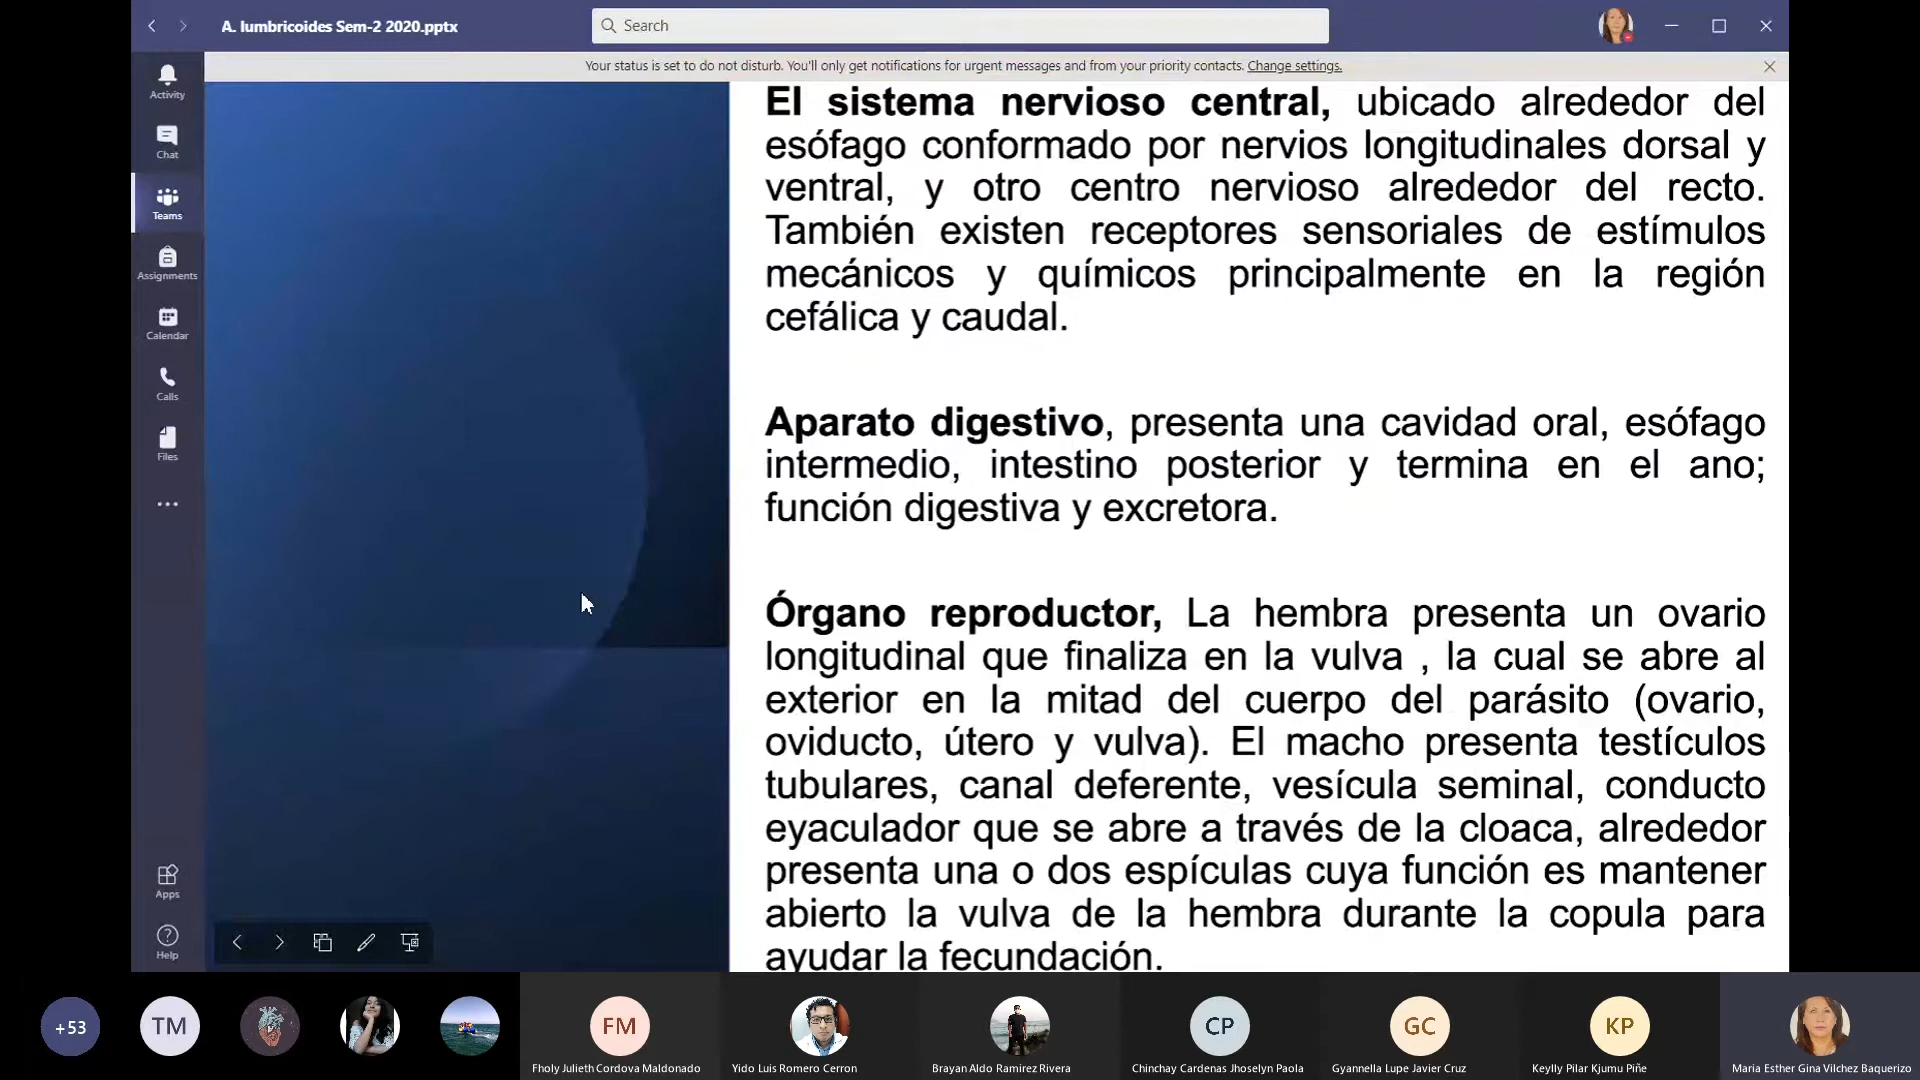 A. lumbricoides Sem-2 2020.pptx
Search
Your status is set to do not disturb. You'll only get notifications for urgent messages and from your priority contacts. Change settings.
Activity
Chat
Teams
Assignments
Calendar
Calls
Files
Apps
Help
El sistema nervioso central, ubicado alrededor del
esófago conformado por nervios longitudinales dorsal y
ventral, y otro centro nervioso alrededor del recto.
También existen receptores sensoriales de estímulos
mecánicos y químicos principalmente en la región
cefálica y caudal.
Aparato digestivo, presenta una cavidad oral, esófago
intermedio, intestino posterior y termina en el ano;
función digestiva y excretora.
Órgano reproductor, La hembra presenta un ovario
longitudinal que finaliza en la vulva , la cual se abre al
exterior en la mitad del cuerpo del parásito (ovario,
oviducto, útero y vulva). El macho presenta testículos
tubulares, canal deferente, vesícula seminal, conducto
eyaculador que se abre a través de la cloaca, alrededor
presenta una o dos espículas cuya función es mantener
abierto la vulva de la hembra durante la copula para
ayudar la fecundación.
+53
TM
FM
CP
GC
KP
Fholy Julieth Cordova Maldonado
Yido Luis Romero Cerron
Brayan Aldo Ramirez Rivera
Chinchay Cardenas Jhoselyn Paola
Gyannella Lupe Javier Cruz
Keylly Pilar Kjumu Piñe
Maria Esther Gina Vilchez Baquerizo